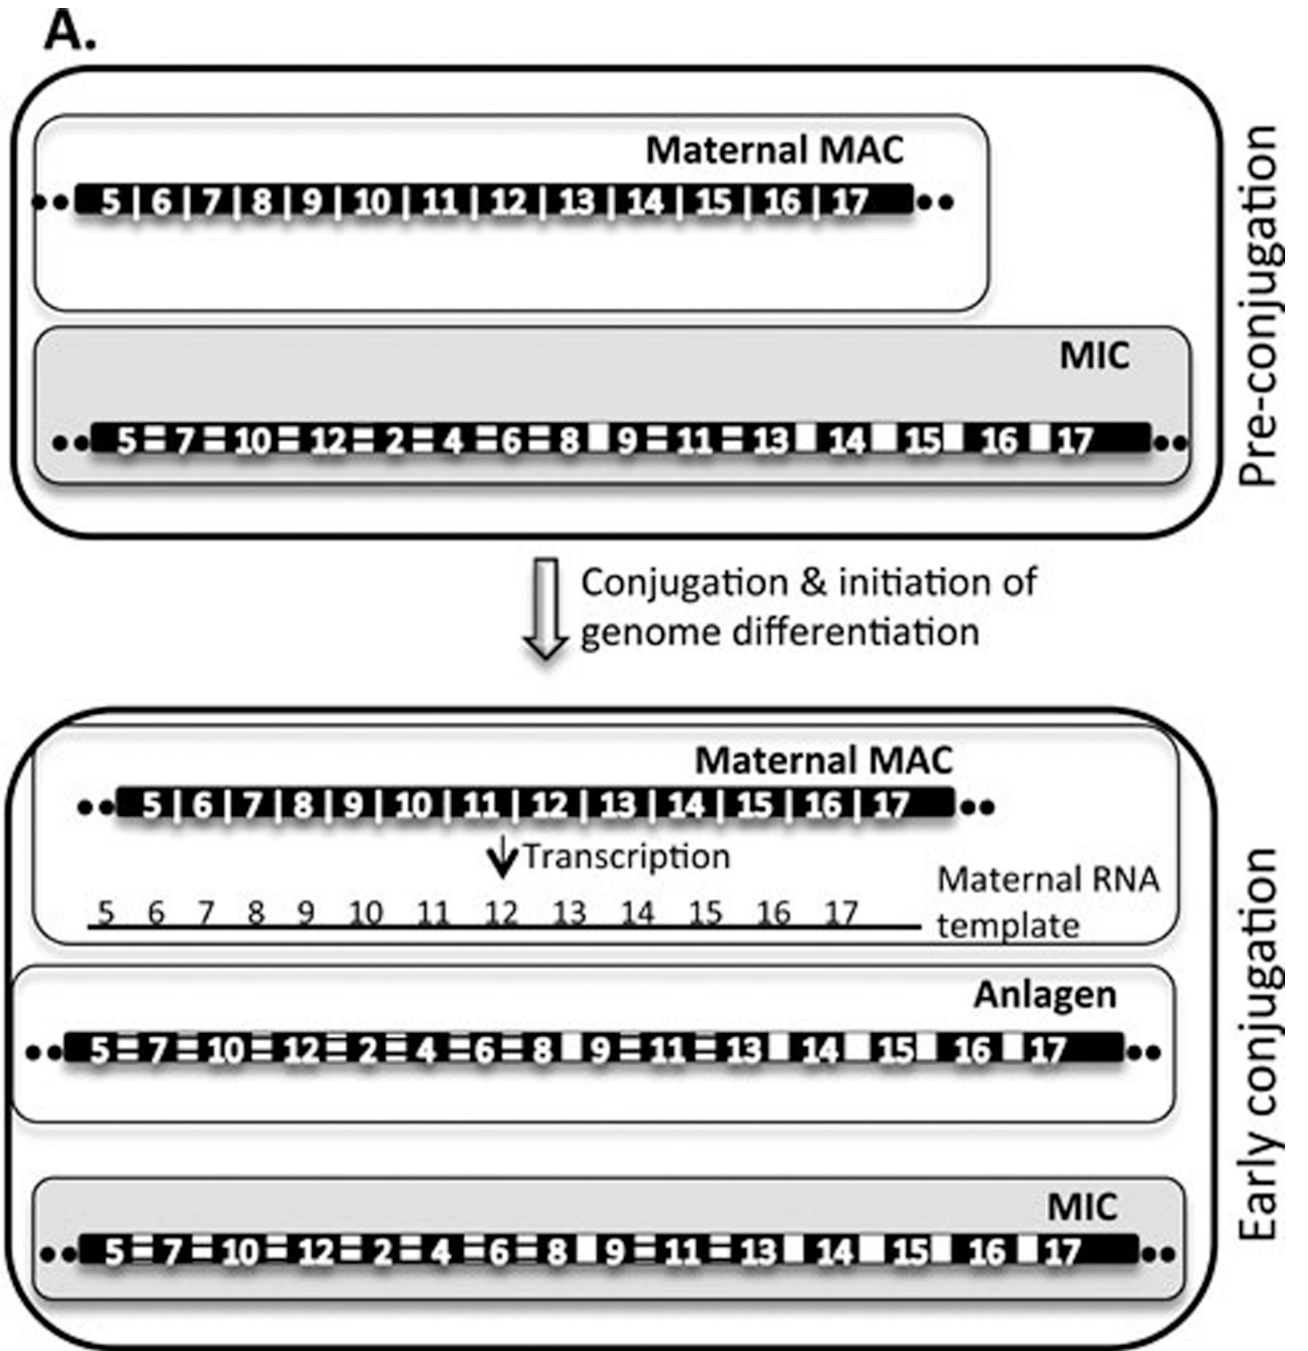 A.
Maternal MAC
5 | 6 | 7 | 8 | 9 | 10 | 11 | 12 | 13 | 14 | 15 | 16 | 17
MIC
5 = 7 = 10 = 12 = 2 = 4 = 6 = 8 9 = 11 = 13 14 15 16 17
Pre-conjugation
Conjugation & initiation of
genome differentiation
Maternal MAC
5 | 6 | 7 | 8 | 9 | 10 | 11 | 12 | 13 | 14 | 15 | 16 | 17
Transcription
5 6 7 8 9 10 11 12 13 14 15 16 17
Maternal RNA
template
Anlagen
5 = 7 = 10 = 12 = 2 = 4 = 6 = 8 9 = 11 = 13 14 15 16 17
MIC
5 = 7 = 10 = 12 = 2 = 4 = 6 = 8 9 = 11 = 13 14 15 16 17
Early conjugation